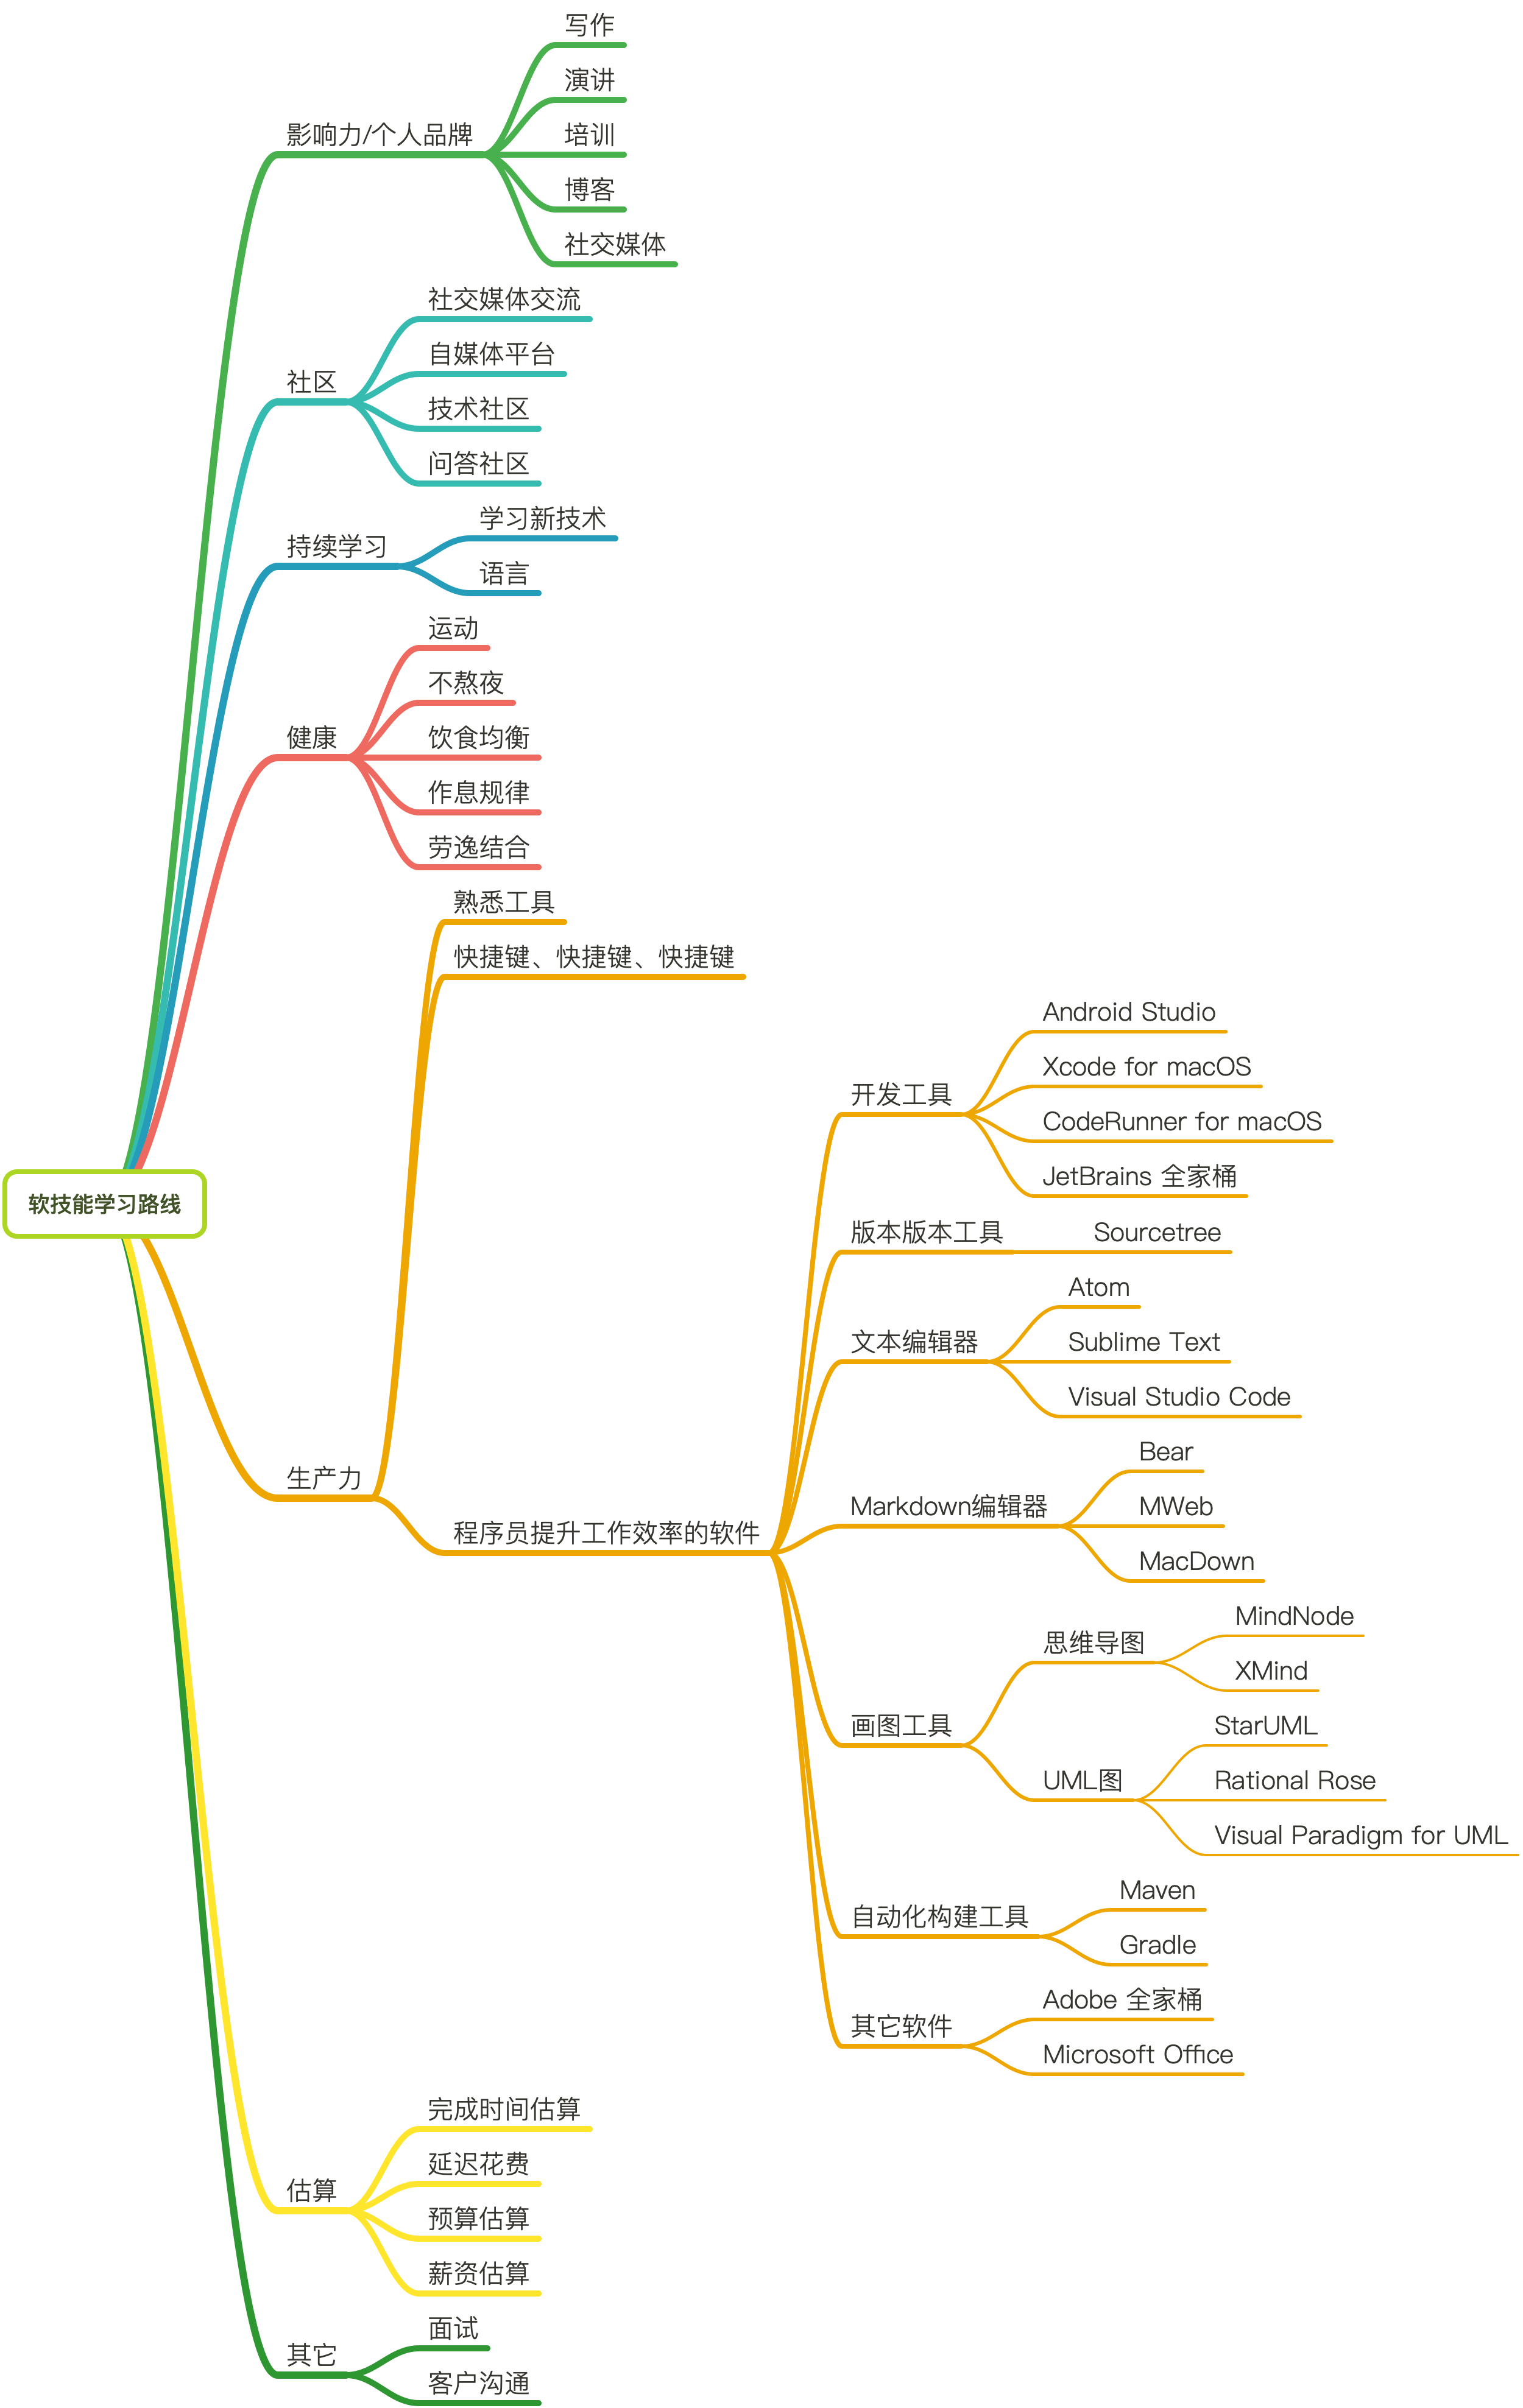 写作
演讲
影响力/个人品牌
培训
博客
社交媒体
社交媒体交流
自媒体平台
社区
技术社区
问答社区
学习新技术
持续学习
语言
运动
不熬夜
健康
饮食均衡
作息规律
劳逸结合
熟悉工具
快捷键、快捷键、快捷键
Android Studio
Xcode for macOS
开发工具
CodeRunner for macOS
JetBrains 全家桶
软技能学习路线
版本版本工具
Sourcetree
Atom
文本编辑器
Sublime Text
Visual Studio Code
Bear
生产力
Markdown编辑器
MWeb
程序员提升工作效率的软件
MacDown
MindNode
思维导图
XMind
画图工具
StarUML
UML图
Rational Rose
Visual Paradigm for UML
Maven
自动化构建工具
Gradle
Adobe 全家桶
其它软件
Microsoft Office
完成时间估算
延迟花费
估算
预算估算
薪资估算
面试
其它
客户沟通